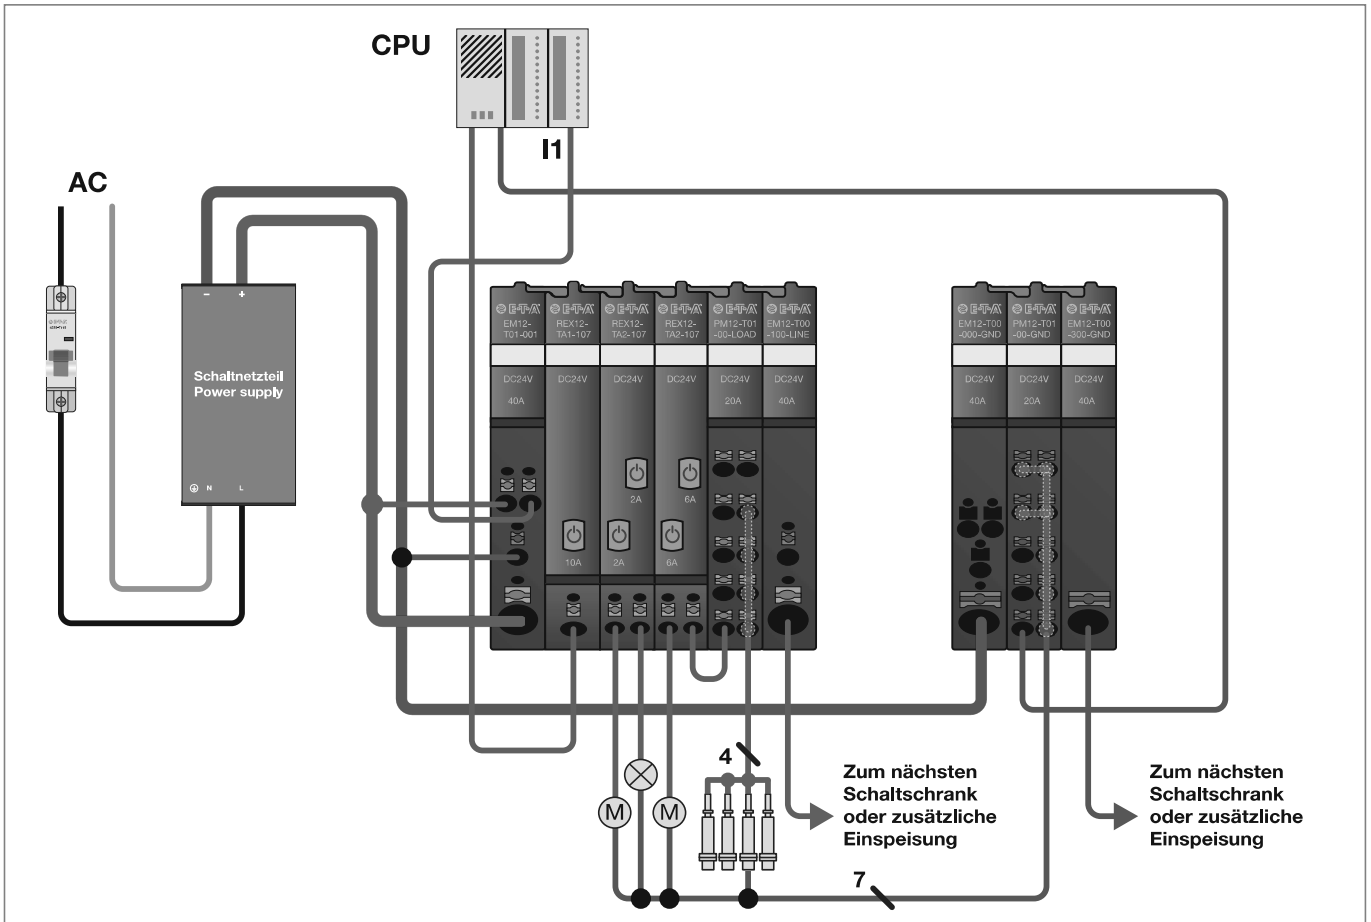 CPU
I1
AC
- +
Schaltnetzteil
Power supply
N L
E-T-A
EM12-
T01-001
DC24V
40A
E-T-A
REX12-
TA1-107
DC24V
10A
E-T-A
REX12-
TA2-107
DC24V
2A
2A
E-T-A
REX12-
TA2-107
DC24V
6A
6A
E-T-A
PM12-T01
-00-LOAD
DC24V
20A
E-T-A
EM12-T00
-100-LINE
DC24V
40A
E-T-A
EM12-T00
-000-GND
DC24V
40A
E-T-A
PM12-T01
-00-GND
DC24V
20A
E-T-A
EM12-T00
-300-GND
DC24V
40A
4
M
M
Zum nächsten
Schaltschrank
oder zusätzliche
Einspeisung
Zum nächsten
Schaltschrank
oder zusätzliche
Einspeisung
7